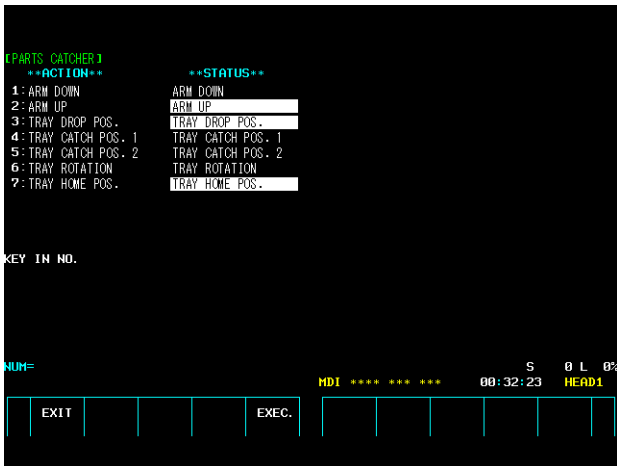 [PARTS CATCHER]
**ACTION** **STATUS**
1:ARM DOWN ARM DOWN
2:ARM UP ARM UP
3:TRAY DROP POS. TRAY DROP POS.
4:TRAY CATCH POS. 1 TRAY CATCH POS. 1
5:TRAY CATCH POS. 2 TRAY CATCH POS. 2
6:TRAY ROTATION TRAY ROTATION
7:TRAY HOME POS. TRAY HOME POS.
KEY IN NO.
NUM=
S 0 L 0%
MDI **** *** *** 00:32:23 HEAD1
EXIT EXEC.